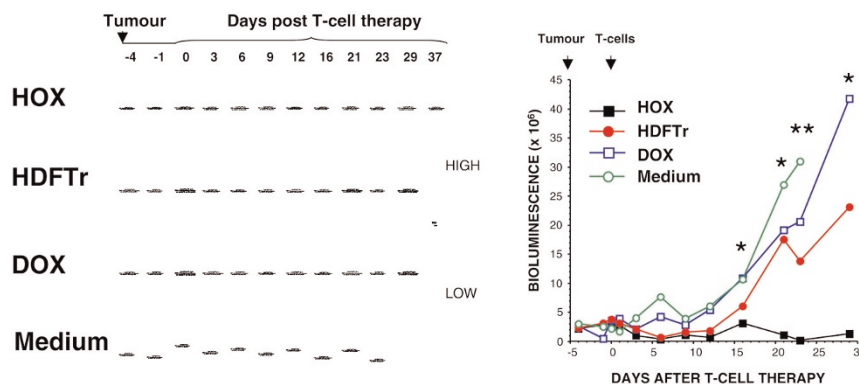 Tumour
Days post T-cell therapy
-4 -1 0 3 6 9 12 16 21 23 29 37
HOX
HDFTr
DOX
Medium
HIGH
LOW
Tumour T-cells
BIOLUMINESCENCE (x 10⁶)
45
40
35
30
25
20
15
10
5
0
HOX
HDFTr
DOX
Medium
*
*
**
*
-5 0 5 10 15 20 25 3
DAYS AFTER T-CELL THERAPY